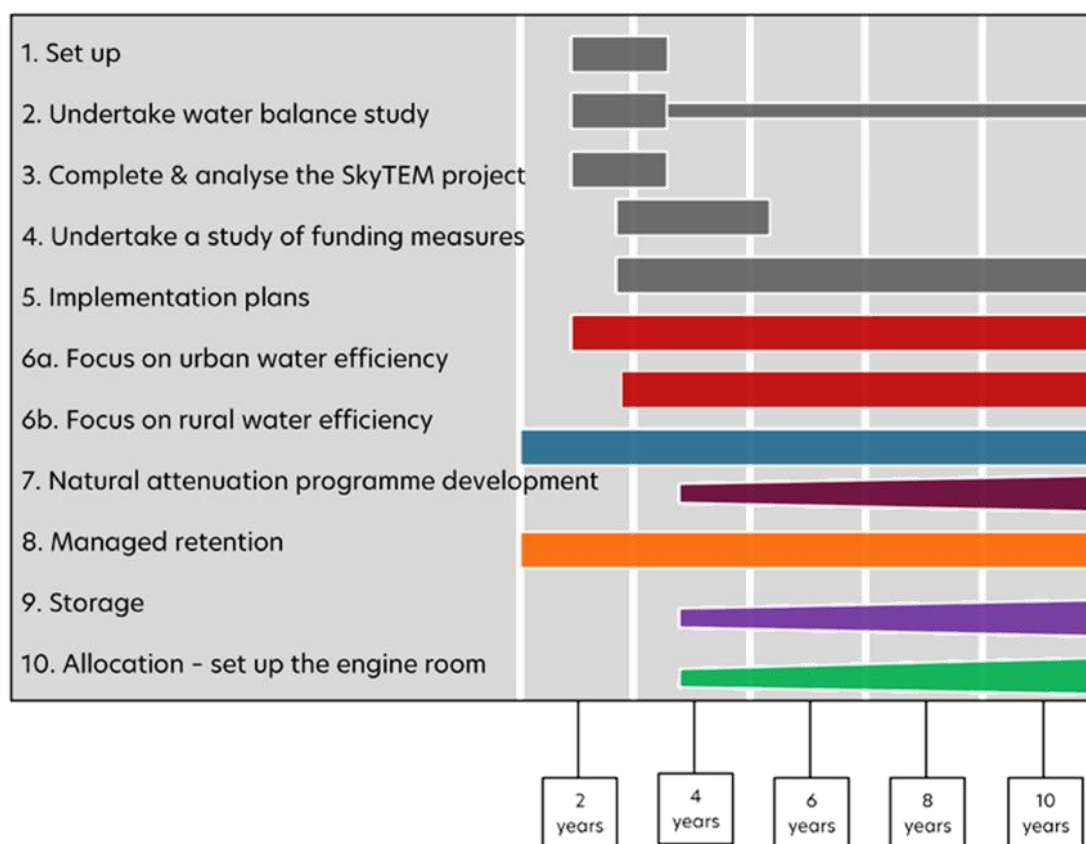 1. Set up
2. Undertake water balance study
3. Complete & analyse the SkyTEM project
4. Undertake a study of funding measures
5. Implementation plans
6a. Focus on urban water efficiency
6b. Focus on rural water efficiency
7. Natural attenuation programme development
8. Managed retention
9. Storage
10. Allocation – set up the engine room
2
years
4
years
6
years
8
years
10
years